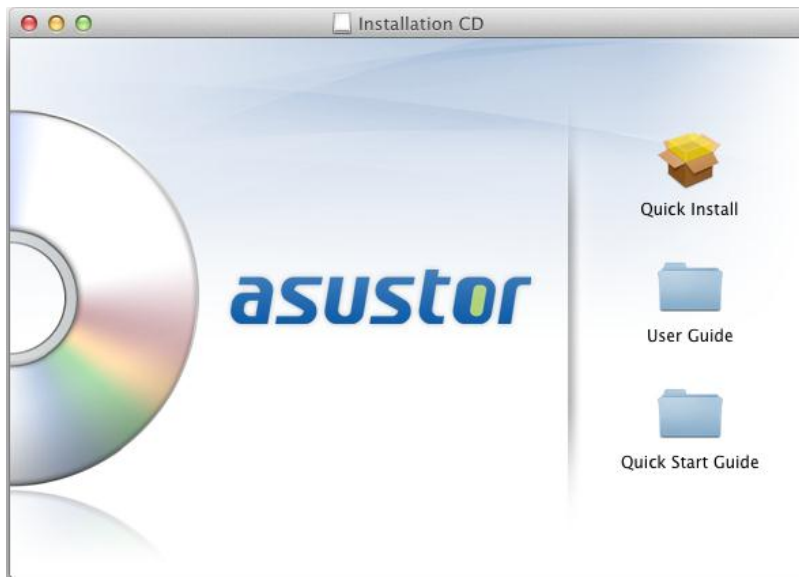 Installation CD
asustor
Quick Install
User Guide
Quick Start Guide